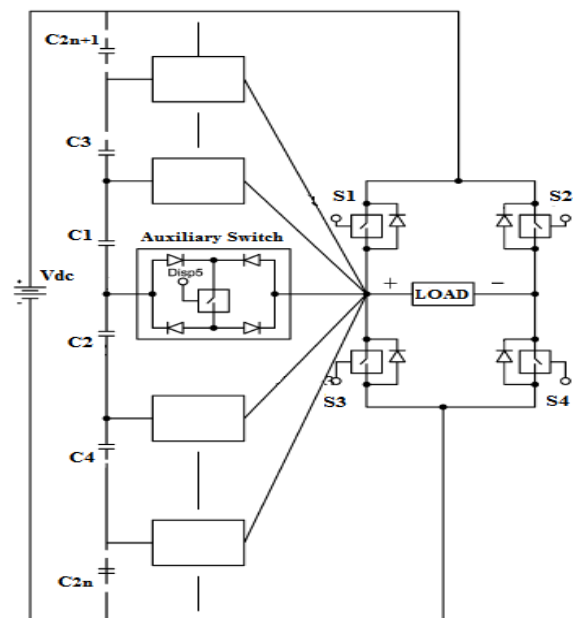 C2n+1
C3
S1
S2
C1
Auxiliary Switch
Disp5
Vdc
+
-
+
−
LOAD
C2
S3
S4
C4
C2n